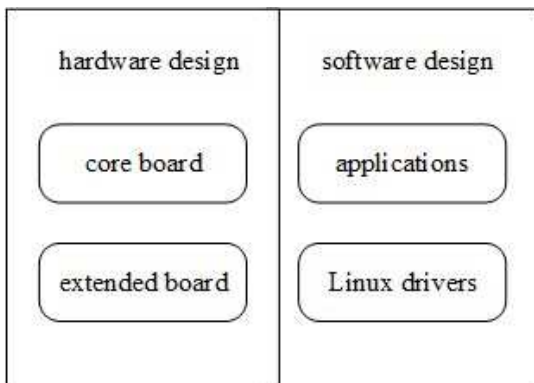 hardware design
core board
extended board
software design
applications
Linux drivers